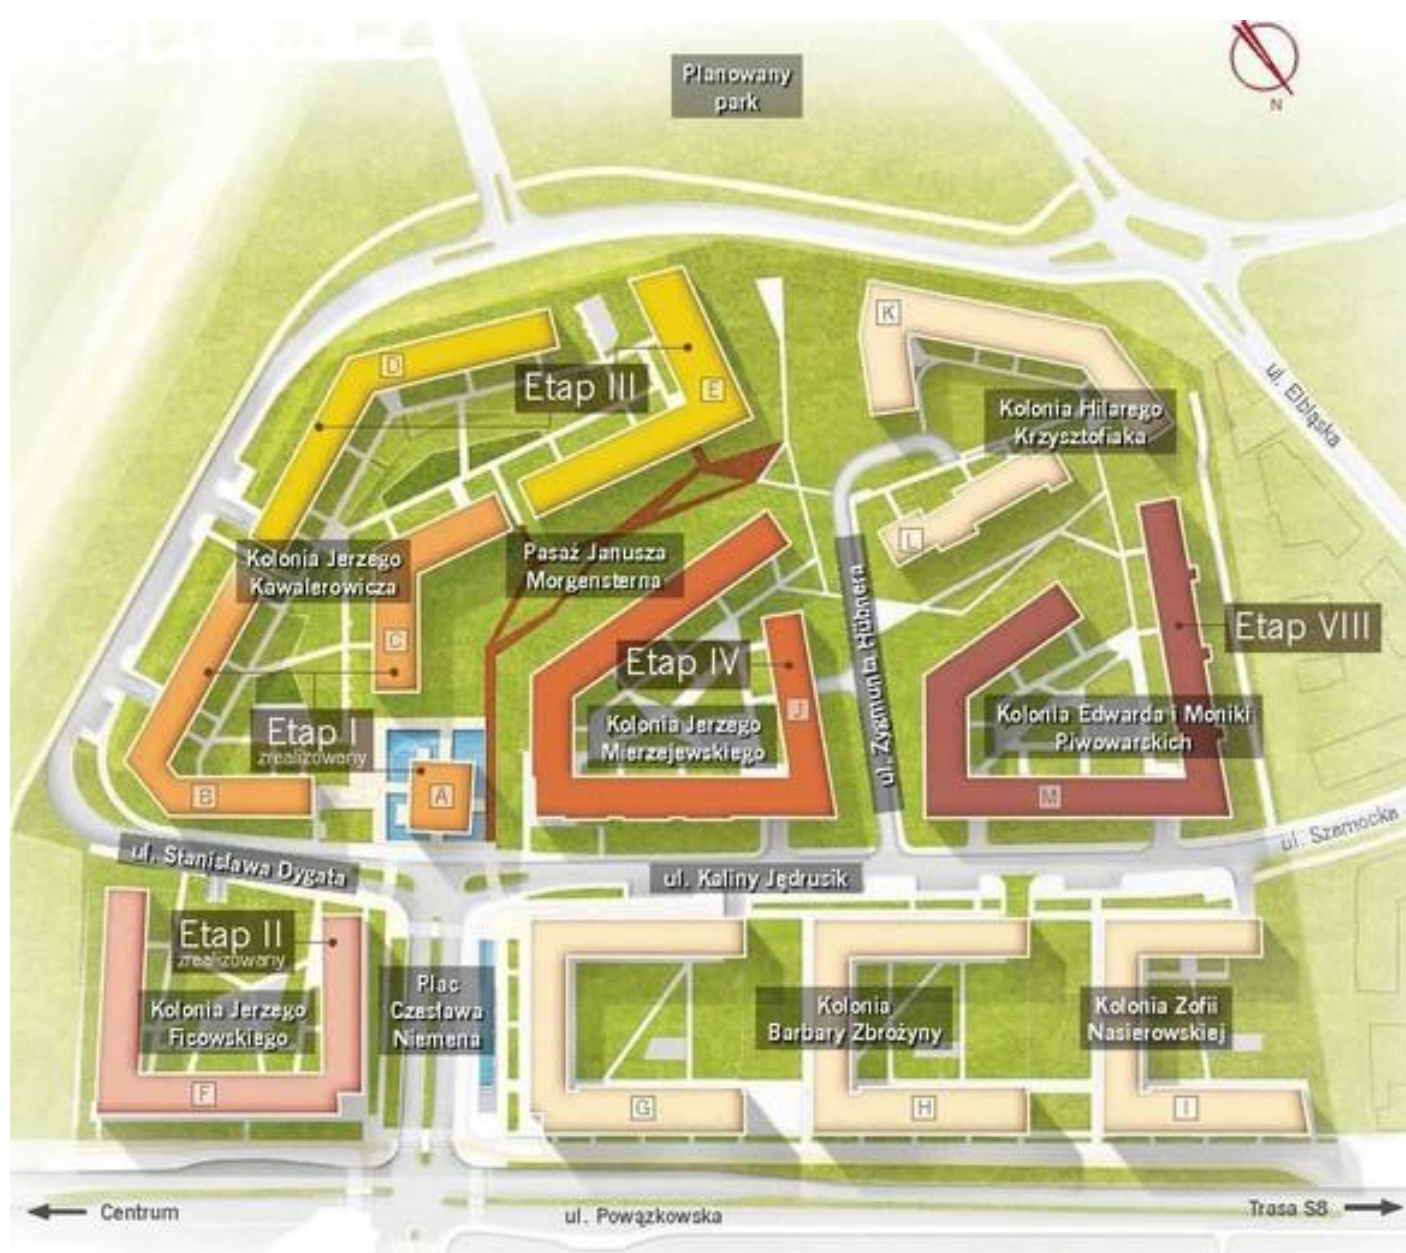 Planowany
park
N
K
D
Etap III
E
ul. Elbląska
Kolonia Hilarego
Krzysztofiaka
L
Kolonia Jerzego
Kawalerowicza
Pasaż Janusza
Morgensterna
C
Etap IV
ul. Zygmunta Hübnera
Etap VIII
J
Kolonia Jerzego
Mierzejewskiego
Kolonia Edwarda i Moniki
Piwowarskich
Etap I
zrealizowany
B
A
M
ul. Szamocka
ul. Stanisława Dygata
ul. Kaliny Jędrusik
Etap II
zrealizowany
Plac
Czesława
Niemena
Kolonia Jerzego
Ficowskiego
Kolonia
Barbary Zbrożyny
Kolonia Zofii
Nasierowskiej
F
G
H
I
Centrum
ul. Powązkowska
Trasa S8